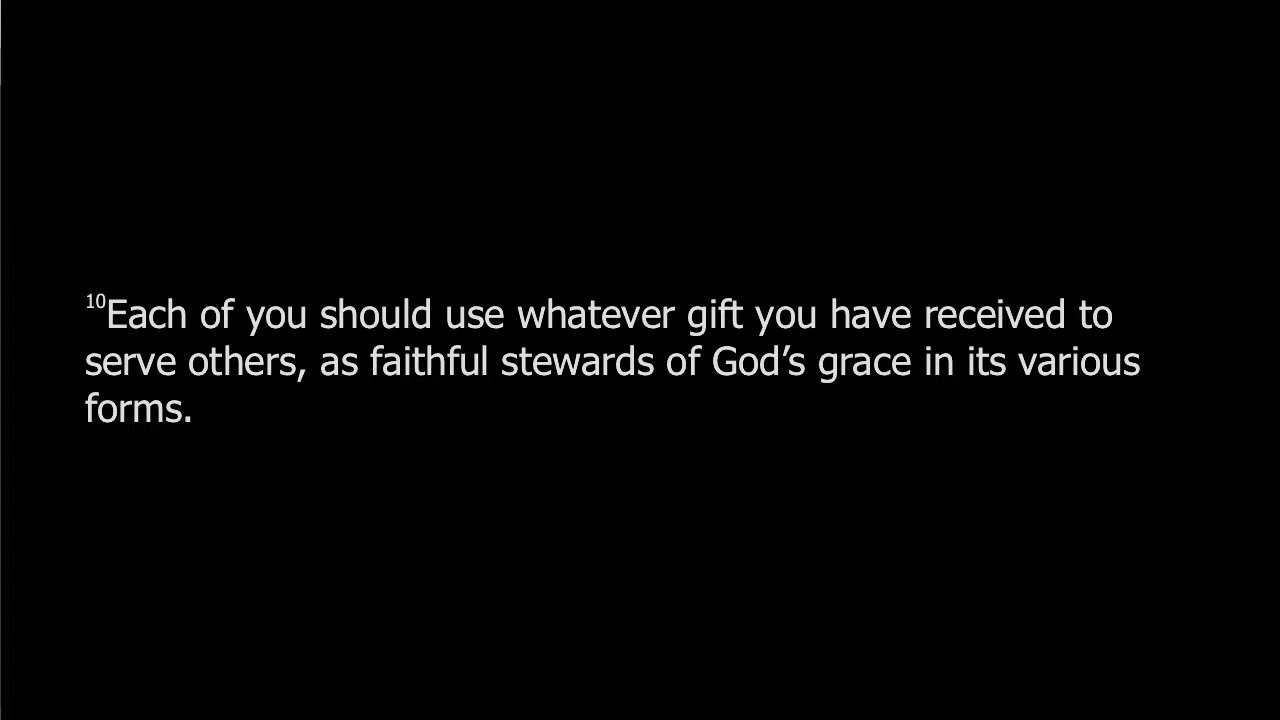 ¹⁰Each of you should use whatever gift you have received to
serve others, as faithful stewards of God’s grace in its various
forms.